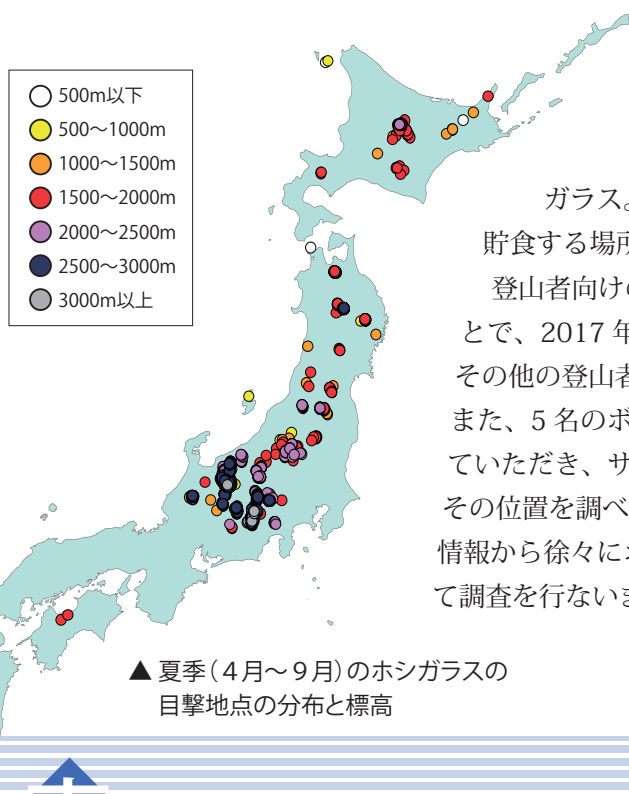 500m以下
500〜1000m
1000〜1500m
1500〜2000m
2000〜2500m
2500〜3000m
3000m以上
ガラス。
貯食する場所
登山者向けの
とで、2017 年
その他の登山者
また、5 名のボ
ていただき、サ
その位置を調べ
情報から徐々に
て調査を行ないま
▲ 夏季(4月〜9月)のホシガラスの
目撃地点の分布と標高